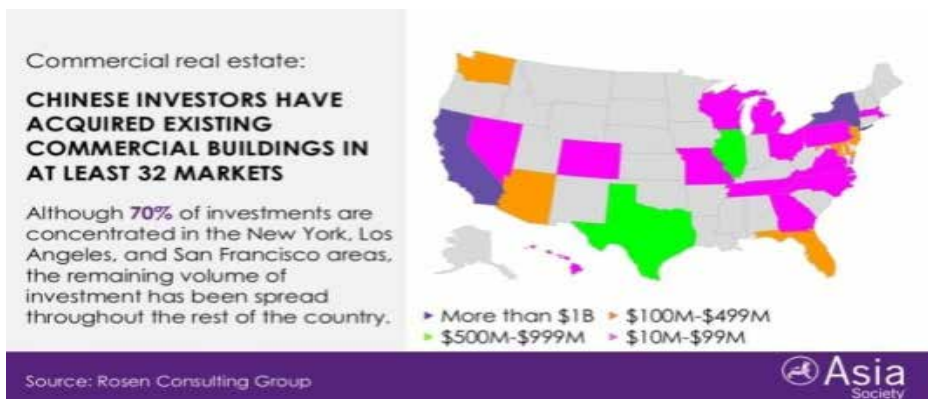 Commercial real estate:
CHINESE INVESTORS HAVE
ACQUIRED EXISTING
COMMERCIAL BUILDINGS IN
AT LEAST 32 MARKETS
Although 70% of investments are
concentrated in the New York, Los
Angeles, and San Francisco areas,
the remaining volume of
investment has been spread
throughout the rest of the country.
More than $1B
$100M-$499M
$500M-$999M
$10M-$99M
Source: Rosen Consulting Group
Asia
Society